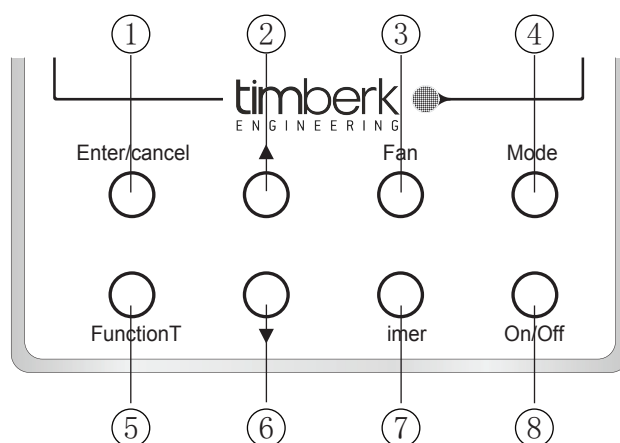 ① ② ③ ④
timberk
ENGINEERING
Enter/cancel ▲ Fan Mode
FunctionT ▼ imer On/Off
⑤ ⑥ ⑦ ⑧